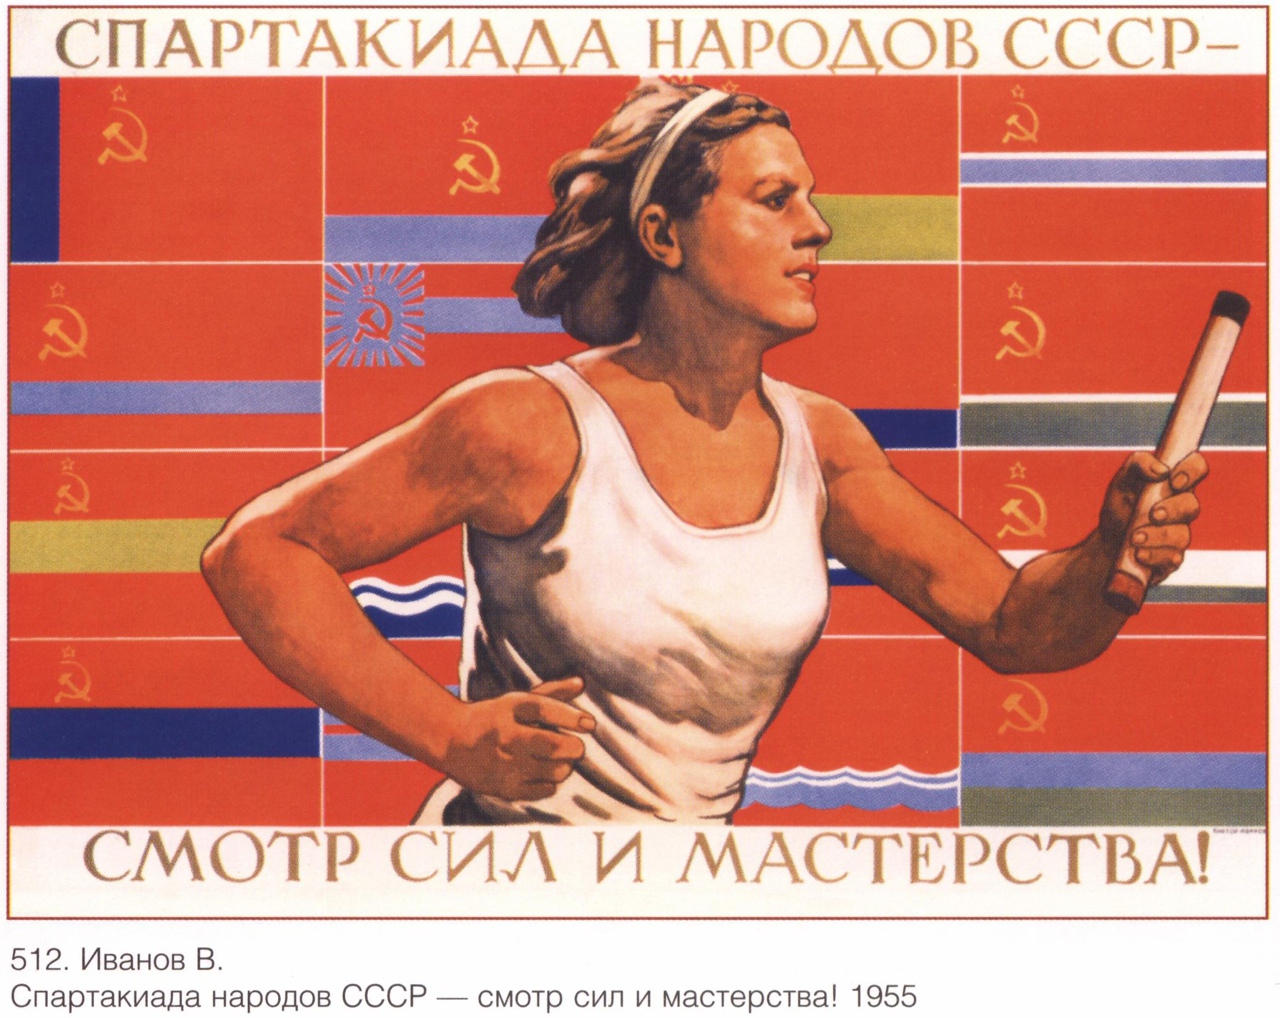 СПАРТАКИАДА НАРОДОВ СССР–
СМОТР СИЛ И МАСТЕРСТВА!
512. Иванов В.
Спартакиада народов СССР — смотр сил и мастерства! 1955